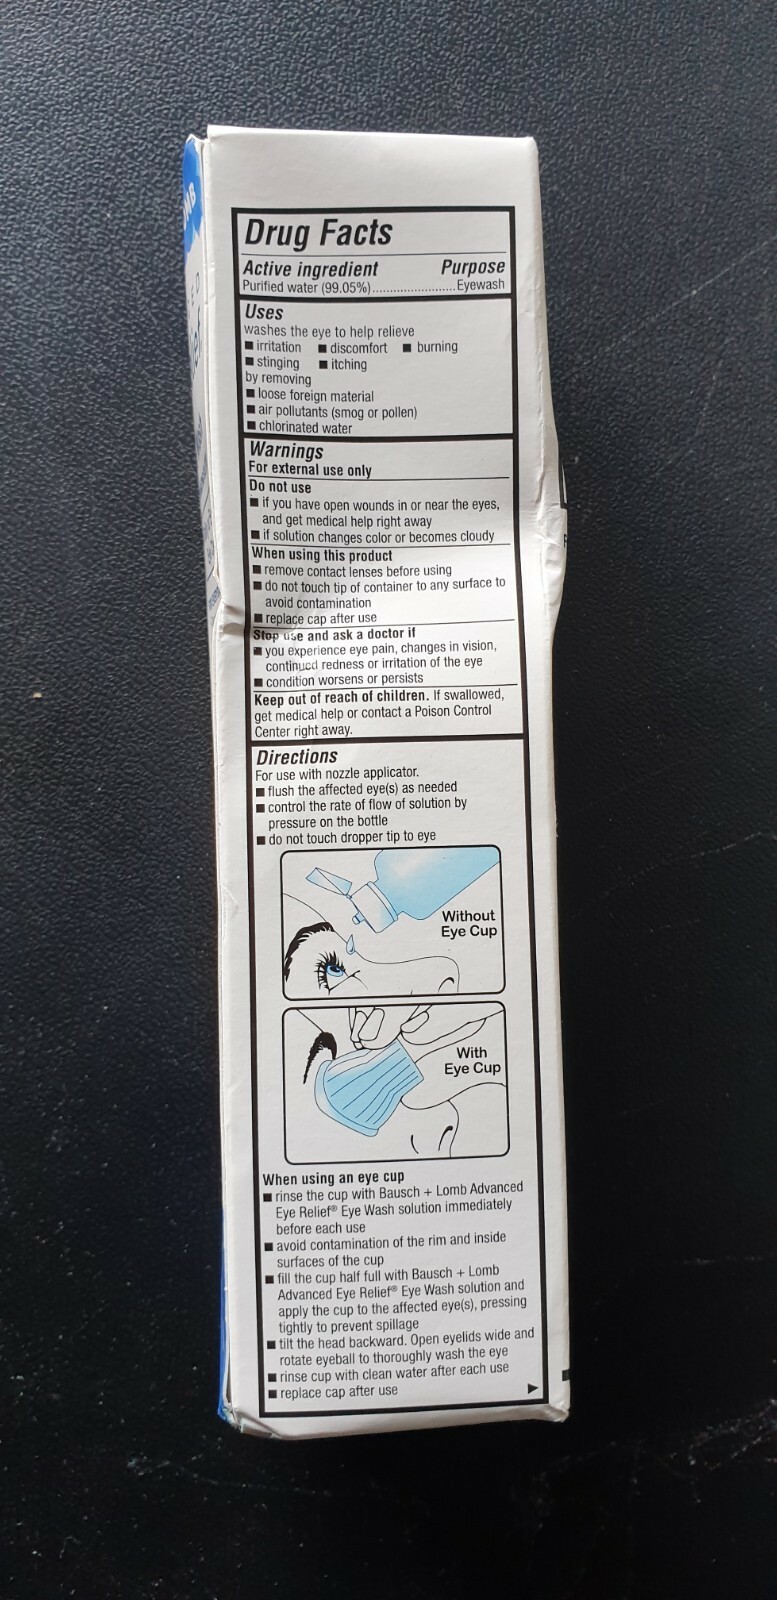 Drug Facts
Active ingredient Purpose
Purified water (99.05%)........................Eyewash
Uses
washes the eye to help relieve
■ irritation ■ discomfort ■ burning
■ stinging ■ itching
by removing
■ loose foreign material
■ air pollutants (smog or pollen)
■ chlorinated water
Warnings
For external use only
Do not use
■ if you have open wounds in or near the eyes,
and get medical help right away
■ if solution changes color or becomes cloudy
When using this product
■ remove contact lenses before using
■ do not touch tip of container to any surface to
avoid contamination
■ replace cap after use
Stop use and ask a doctor if
■ you experience eye pain, changes in vision,
continued redness or irritation of the eye
■ condition worsens or persists
Keep out of reach of children. If swallowed,
get medical help or contact a Poison Control
Center right away.
Directions
For use with nozzle applicator.
■ flush the affected eye(s) as needed
■ control the rate of flow of solution by
pressure on the bottle
■ do not touch dropper tip to eye
Without
Eye Cup
With
Eye Cup
When using an eye cup
■ rinse the cup with Bausch + Lomb Advanced
Eye Relief® Eye Wash solution immediately
before each use
■ avoid contamination of the rim and inside
surfaces of the cup
■ fill the cup half full with Bausch + Lomb
Advanced Eye Relief® Eye Wash solution and
apply the cup to the affected eye(s), pressing
tightly to prevent spillage
■ tilt the head backward. Open eyelids wide and
rotate eyeball to thoroughly wash the eye
■ rinse cup with clean water after each use
■ replace cap after use